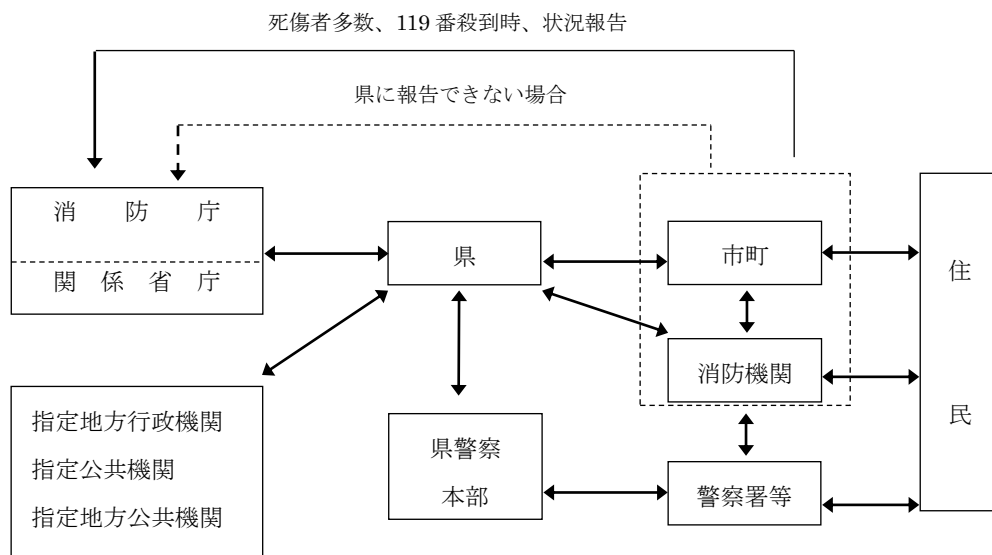 死傷者多数、119 番殺到時、状況報告
県に報告できない場合
消防庁
関係省庁
県
市町
消防機関
住民
指定地方行政機関
指定公共機関
指定地方公共機関
県警察
本部
警察署等